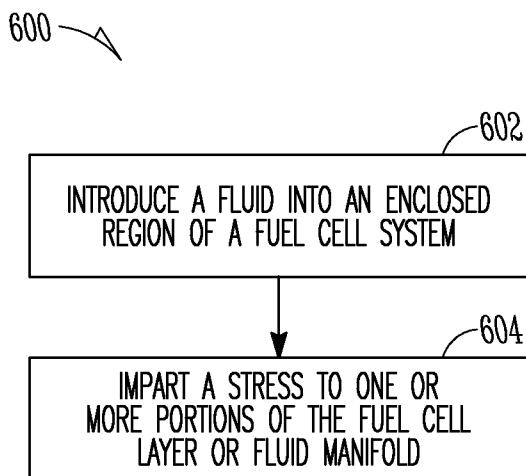 600
602
INTRODUCE A FLUID INTO AN ENCLOSED
REGION OF A FUEL CELL SYSTEM
604
IMPART A STRESS TO ONE OR
MORE PORTIONS OF THE FUEL CELL
LAYER OR FLUID MANIFOLD